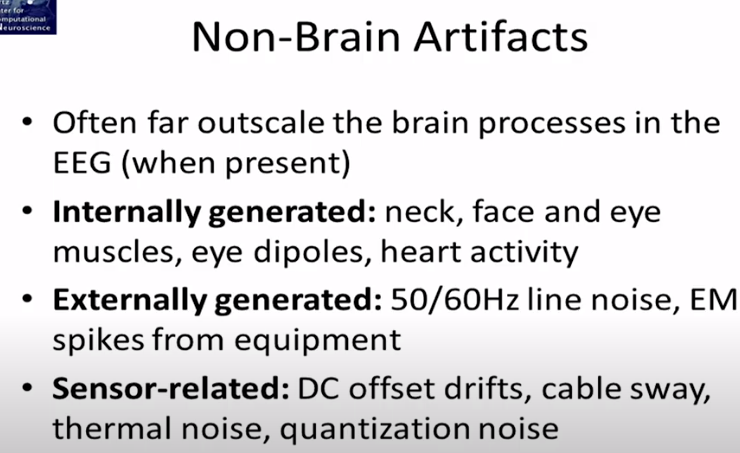 ter for
omputational
Neuroscience
Non-Brain Artifacts
• Often far outscale the brain processes in the
EEG (when present)
• Internally generated: neck, face and eye
muscles, eye dipoles, heart activity
• Externally generated: 50/60Hz line noise, EM
spikes from equipment
• Sensor-related: DC offset drifts, cable sway,
thermal noise, quantization noise